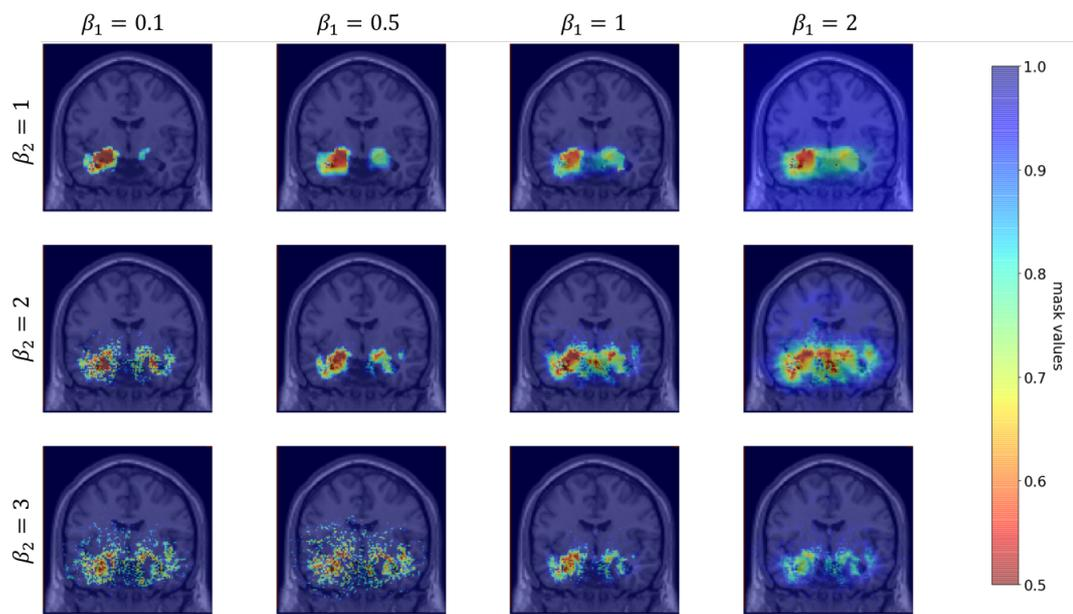 β₁ = 0.1
β₁ = 0.5
β₁ = 1
β₁ = 2
β₂ = 1
β₂ = 2
β₂ = 3
1.0
0.9
0.8
0.7
0.6
0.5
mask values